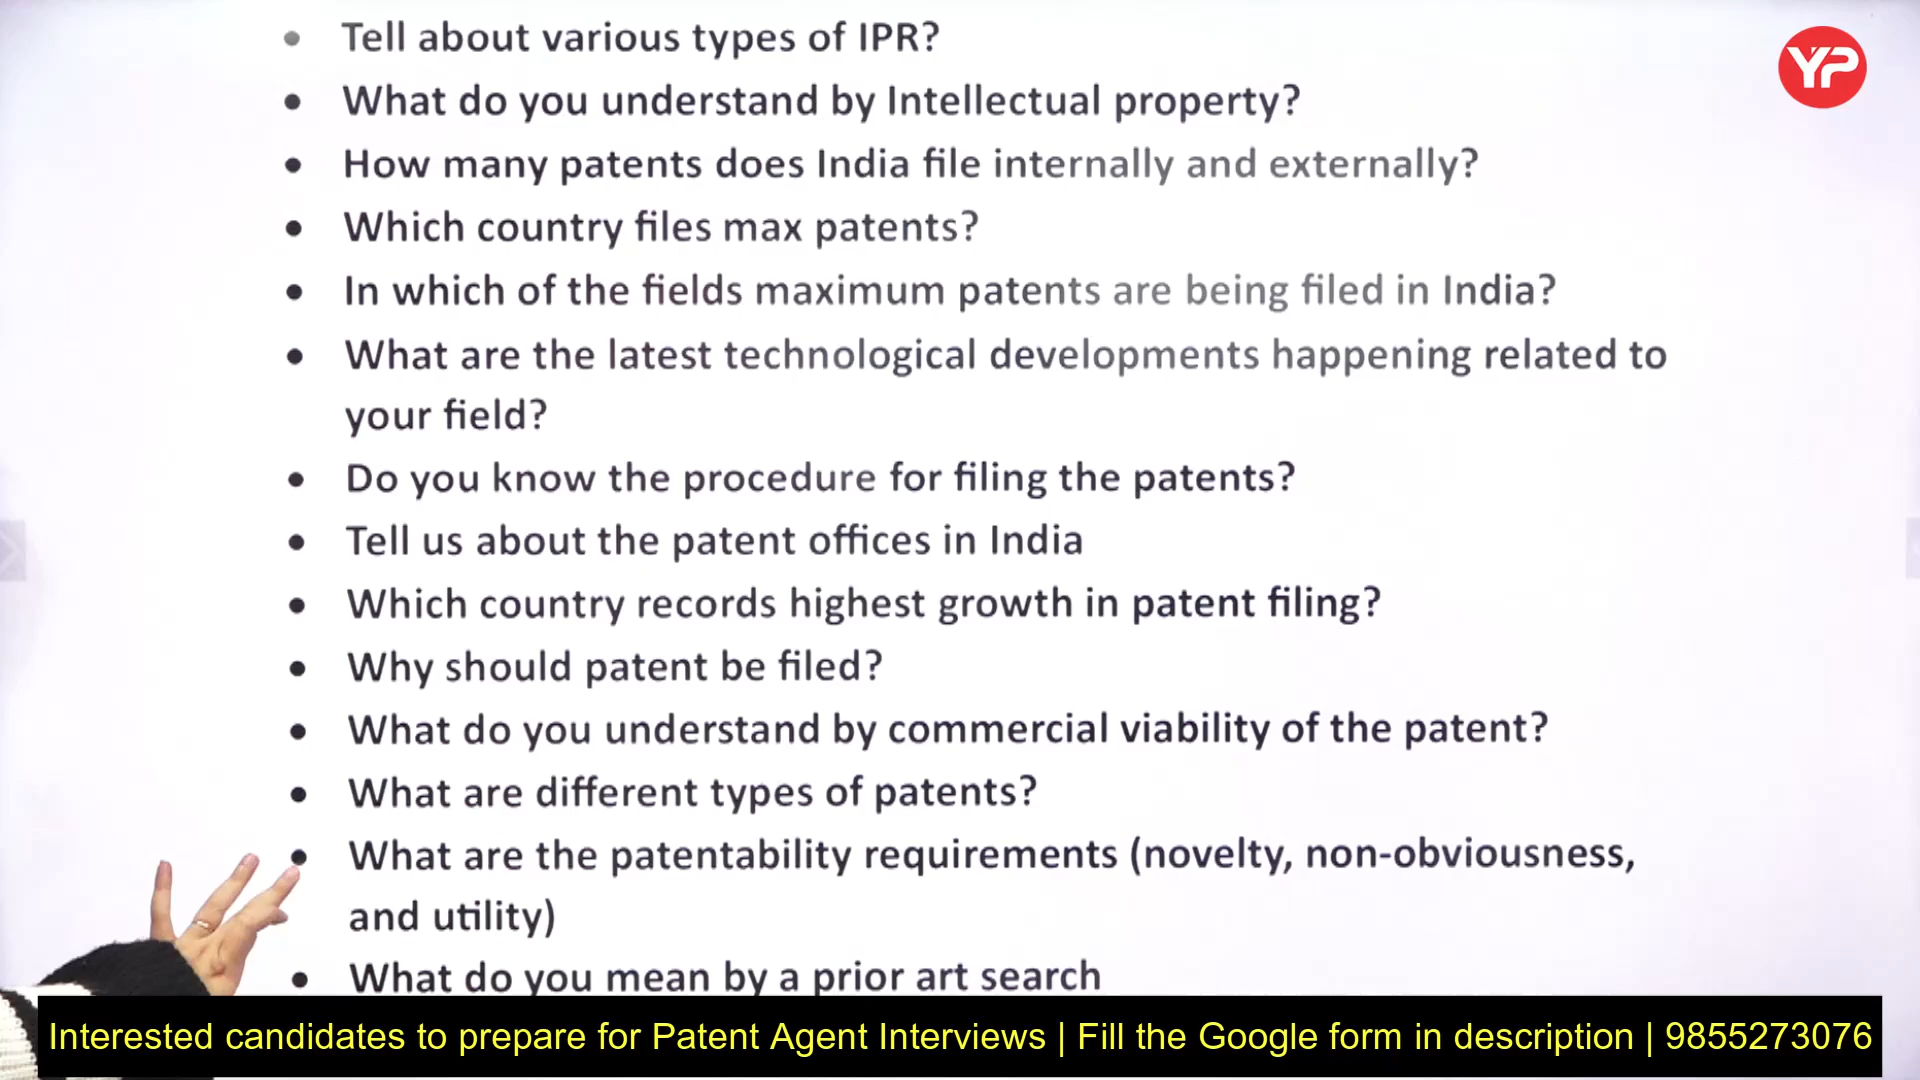 • Tell about various types of IPR?
YP
• What do you understand by Intellectual property?
• How many patents does India file internally and externally?
• Which country files max patents?
• In which of the fields maximum patents are being filed in India?
• What are the latest technological developments happening related to
your field?
• Do you know the procedure for filing the patents?
• Tell us about the patent offices in India
• Which country records highest growth in patent filing?
• Why should patent be filed?
• What do you understand by commercial viability of the patent?
• What are different types of patents?
• What are the patentability requirements (novelty, non-obviousness,
and utility)
• What do you mean by a prior art search
Interested candidates to prepare for Patent Agent Interviews | Fill the Google form in description | 9855273076